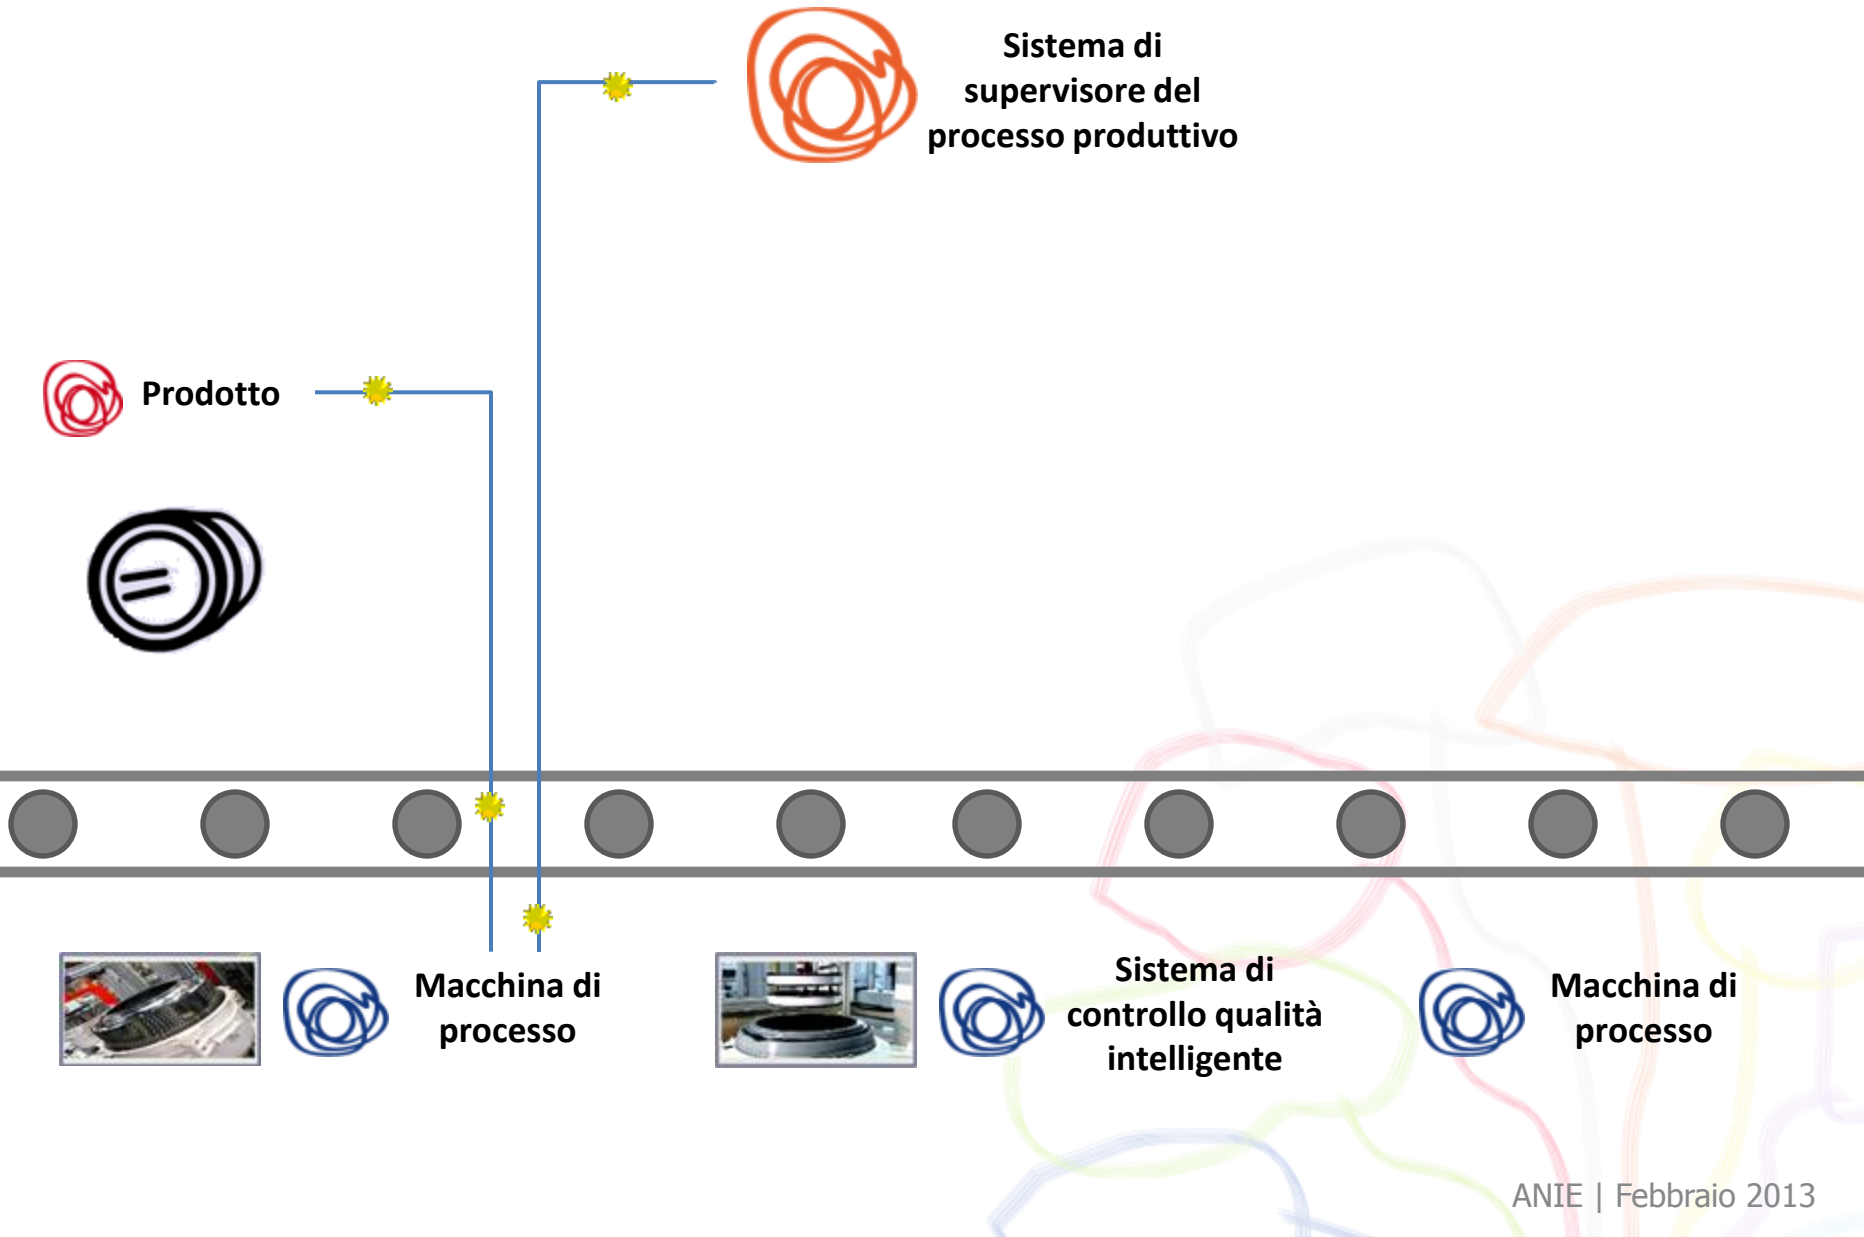 Sistema di
supervisore del
processo produttivo
Prodotto
Macchina di
processo
Sistema di
controllo qualità
intelligente
Macchina di
processo
ANIE | Febbraio 2013